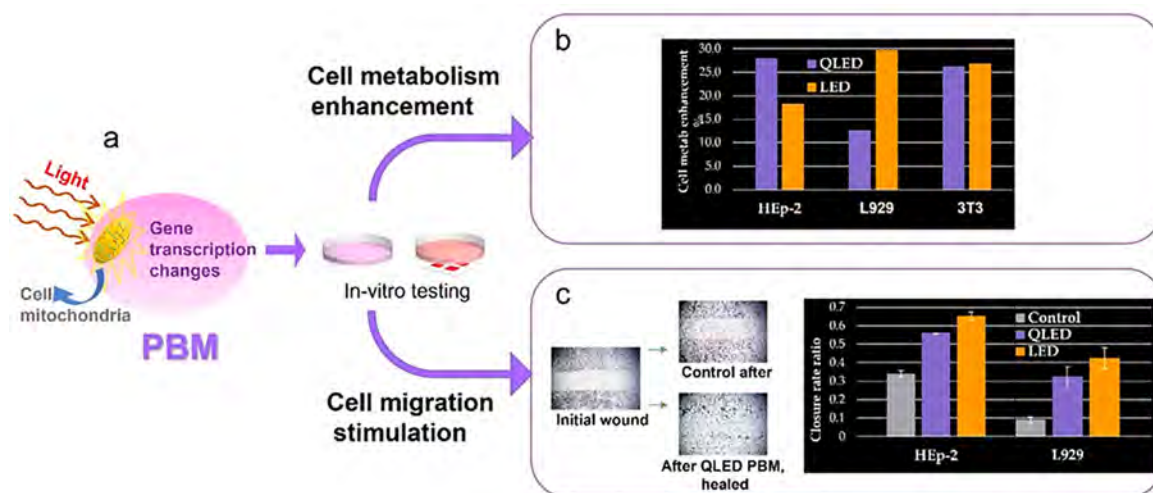 a
Light
Gene
transcription
changes
Cell
mitochondria
PBM
In-vitro testing
Cell metabolism
enhancement
Cell migration
stimulation
b
Cell metab enhancement
%
30.0
25.0
20.0
15.0
10.0
5.0
0.0
QLED
LED
HEp-2
L929
3T3
c
Initial wound
Control after
After QLED PBM,
healed
Closure rate ratio
0.7
0.6
0.5
0.4
0.3
0.2
0.1
0
Control
QLED
LED
HEp-2
L929